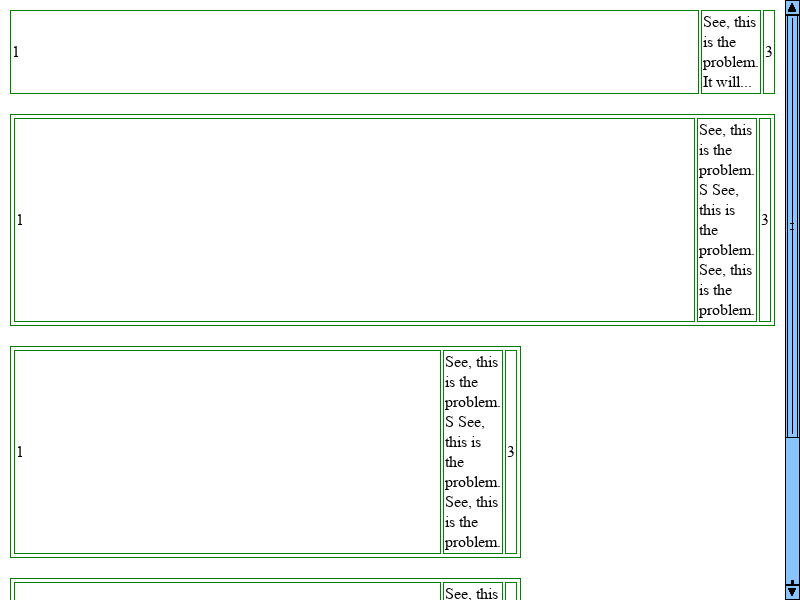 See, this
is the
1 problem. 3
It will...
See, this
is the
problem.
S See,
this is
1 the 3
problem.
See, this
is the
problem.
See, this
is the
problem.
S See,
this is
1 the 3
problem.
See, this
is the
problem.
See, this